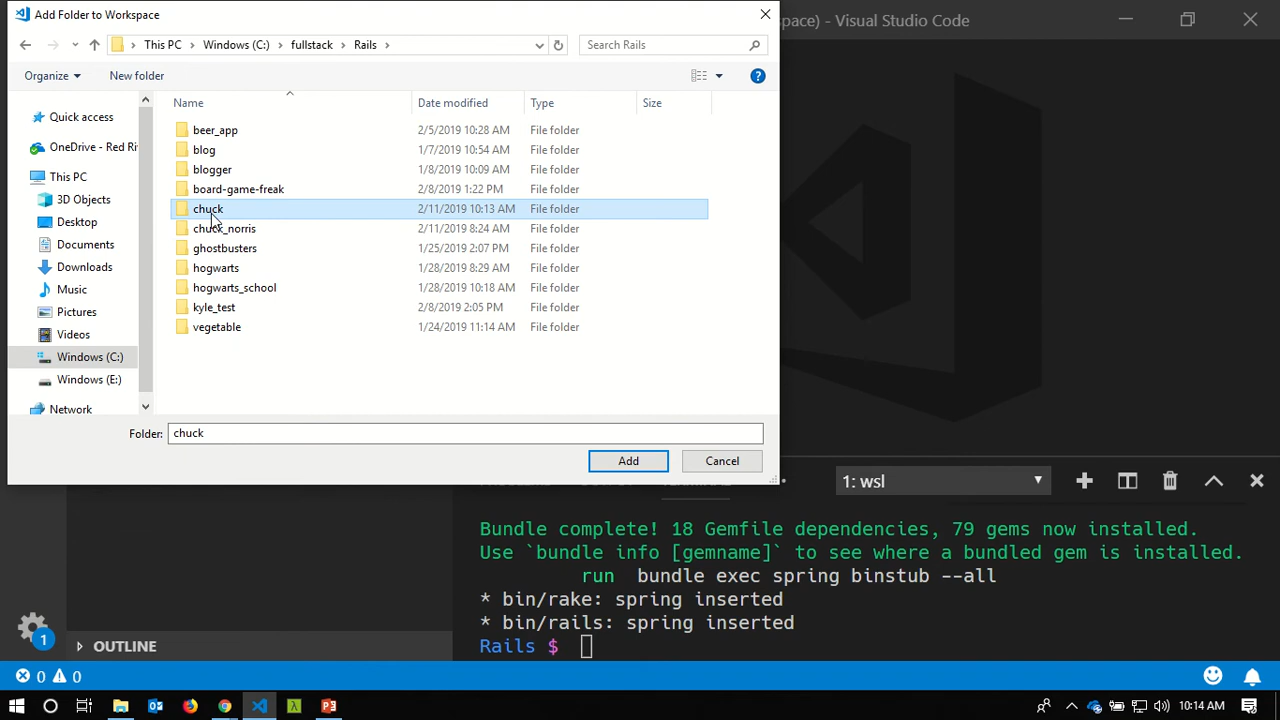 Add Folder to Workspace
pace) - Visual Studio Code
This PC
Windows (C:)
fullstack
Rails
Search Rails
Organize
New folder
Name
Date modified
Type
Size
Quick access
OneDrive - Red Ri
This PC
3D Objects
Desktop
Documents
Downloads
Music
Pictures
Videos
Windows (C:)
Windows (E:)
Network
beer_app 2/5/2019 10:28 AM File folder
blog 1/7/2019 10:54 AM File folder
blogger 1/8/2019 10:09 AM File folder
board-game-freak 2/8/2019 1:22 PM File folder
chuck 2/11/2019 10:13 AM File folder
chuck_norris 2/11/2019 8:24 AM File folder
ghostbusters 1/25/2019 2:07 PM File folder
hogwarts 1/28/2019 8:29 AM File folder
hogwarts_school 1/28/2019 10:18 AM File folder
kyle_test 2/8/2019 2:05 PM File folder
vegetable 1/24/2019 11:14 AM File folder
Folder: chuck
Add
Cancel
1: wsl
Bundle complete! 18 Gemfile dependencies, 79 gems now installed.
Use `bundle info [gemname]` to see where a bundled gem is installed.
run bundle exec spring binstub --all
* bin/rake: spring inserted
* bin/rails: spring inserted
Rails $
1
OUTLINE
0 0
10:14 AM